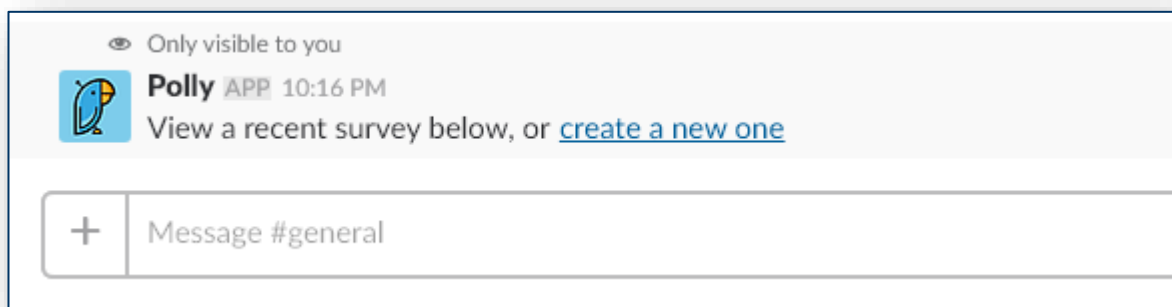 Only visible to you
Polly APP 10:16 PM
View a recent survey below, or create a new one
+ Message #general